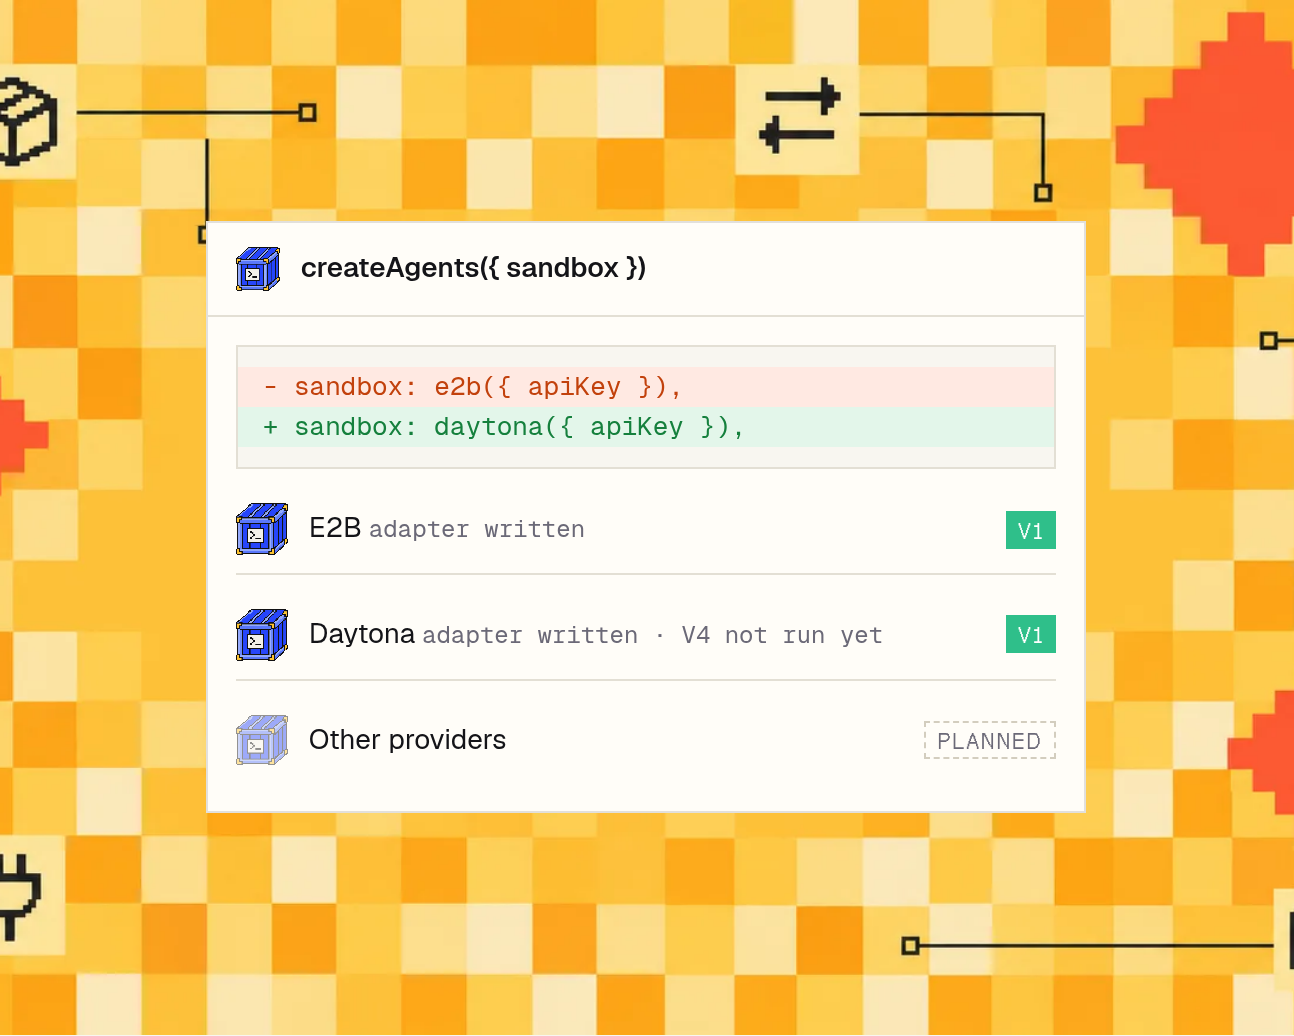 createAgents({ sandbox })
- sandbox: e2b({ apiKey }),
+ sandbox: daytona({ apiKey }),
E2B adapter written V1
Daytona adapter written · V4 not run yet V1
Other providers PLANNED